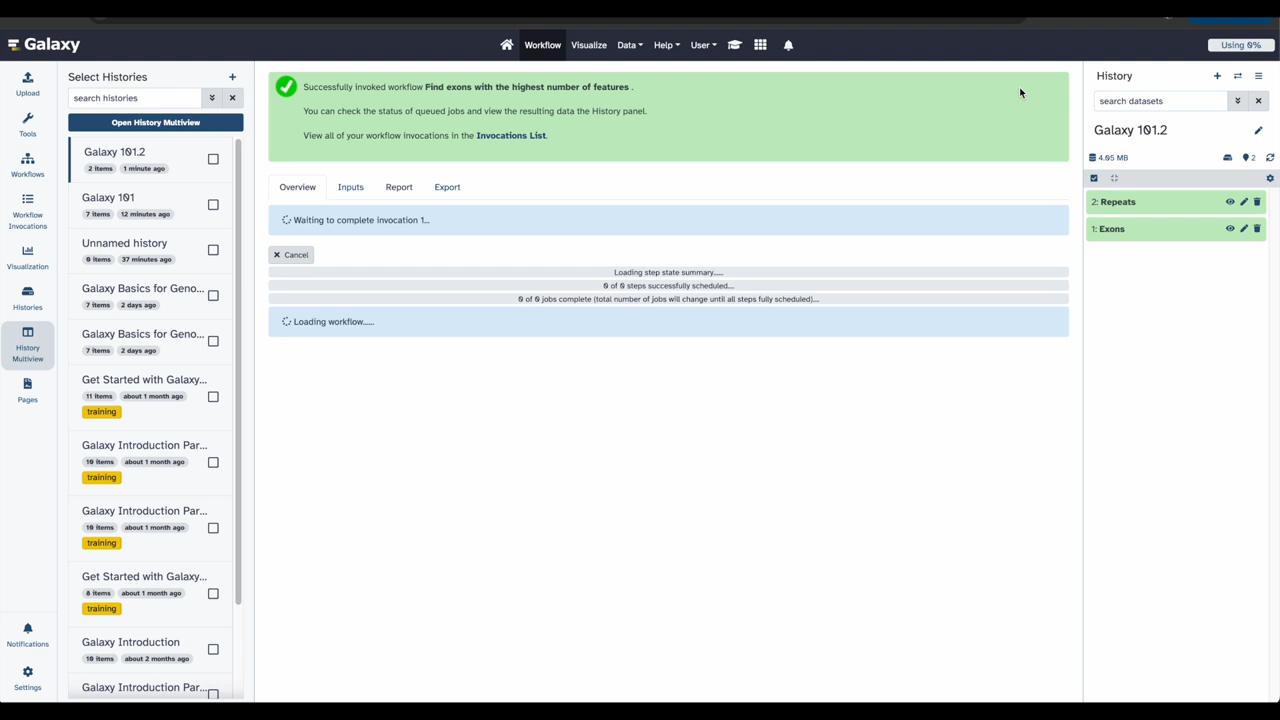 Galaxy
Workflow
Visualize
Data
Help
User
Using 0%
Upload
Tools
Workflows
Workflow
Invocations
Visualization
Histories
History
Multiview
Pages
Notifications
Settings
Select Histories
search histories
Open History Multiview
Galaxy 101.2
2 items 1 minute ago
Galaxy 101
7 items 12 minutes ago
Unnamed history
0 items 37 minutes ago
Galaxy Basics for Geno...
7 items 2 days ago
Galaxy Basics for Geno...
7 items 2 days ago
Get Started with Galaxy...
11 items about 1 month ago
training
Galaxy Introduction Par...
10 items about 1 month ago
training
Galaxy Introduction Par...
10 items about 1 month ago
training
Get Started with Galaxy...
8 items about 1 month ago
training
Galaxy Introduction
10 items about 2 months ago
Galaxy Introduction Par...
Successfully invoked workflow Find exons with the highest number of features .
You can check the status of queued jobs and view the resulting data the History panel.
View all of your workflow invocations in the Invocations List.
Overview
Inputs
Report
Export
Waiting to complete invocation 1...
Cancel
Loading step state summary.....
0 of 0 steps successfully scheduled....
0 of 0 jobs complete (total number of jobs will change until all steps fully scheduled)....
Loading workflow.....
History
search datasets
Galaxy 101.2
4.05 MB
2
2: Repeats
1: Exons